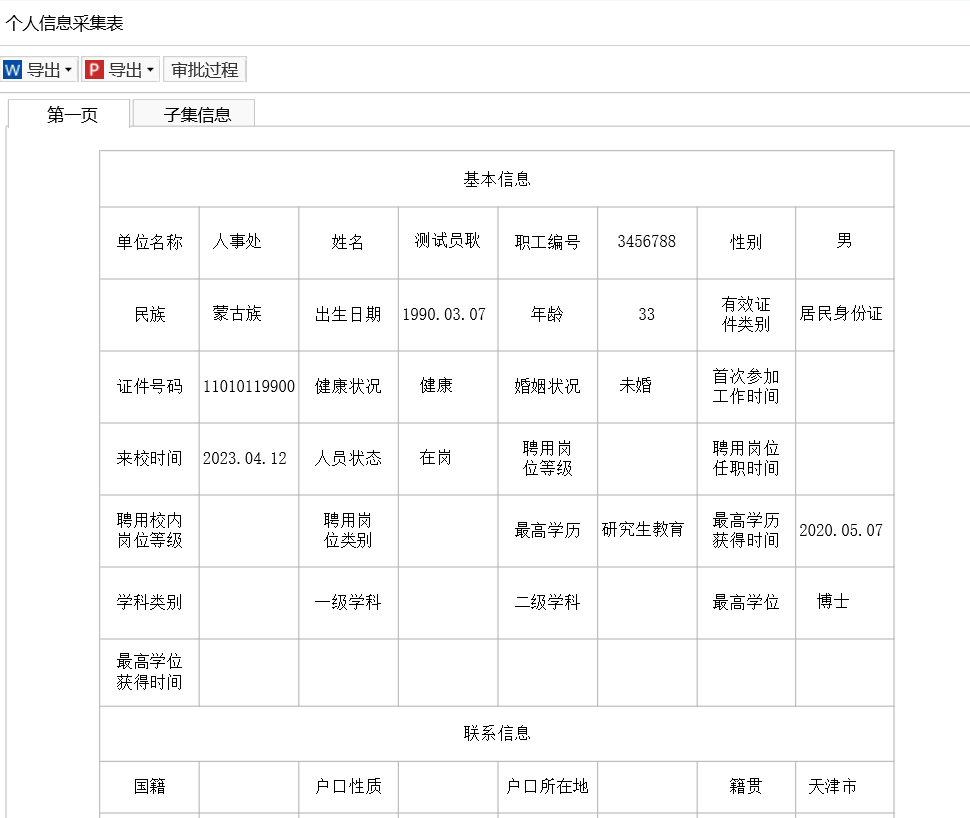 个人信息采集表
W 导出 P 导出 审批过程
第一页 子集信息
基本信息
单位名称 人事处 姓名 测试员耿 职工编号 3456788 性别 男
民族 蒙古族 出生日期 1990.03.07 年龄 33 有效证
件类别 居民身份证
证件号码 11010119900 健康状况 健康 婚姻状况 未婚 首次参加
工作时间
来校时间 2023.04.12 人员状态 在岗 聘用岗
位等级 聘用岗位
任职时间
聘用校内
岗位等级 聘用岗
位类别 最高学历 研究生教育 最高学历
获得时间 2020.05.07
学科类别 一级学科 二级学科 最高学位 博士
最高学位
获得时间
联系信息
国籍 户口性质 户口所在地 籍贯 天津市